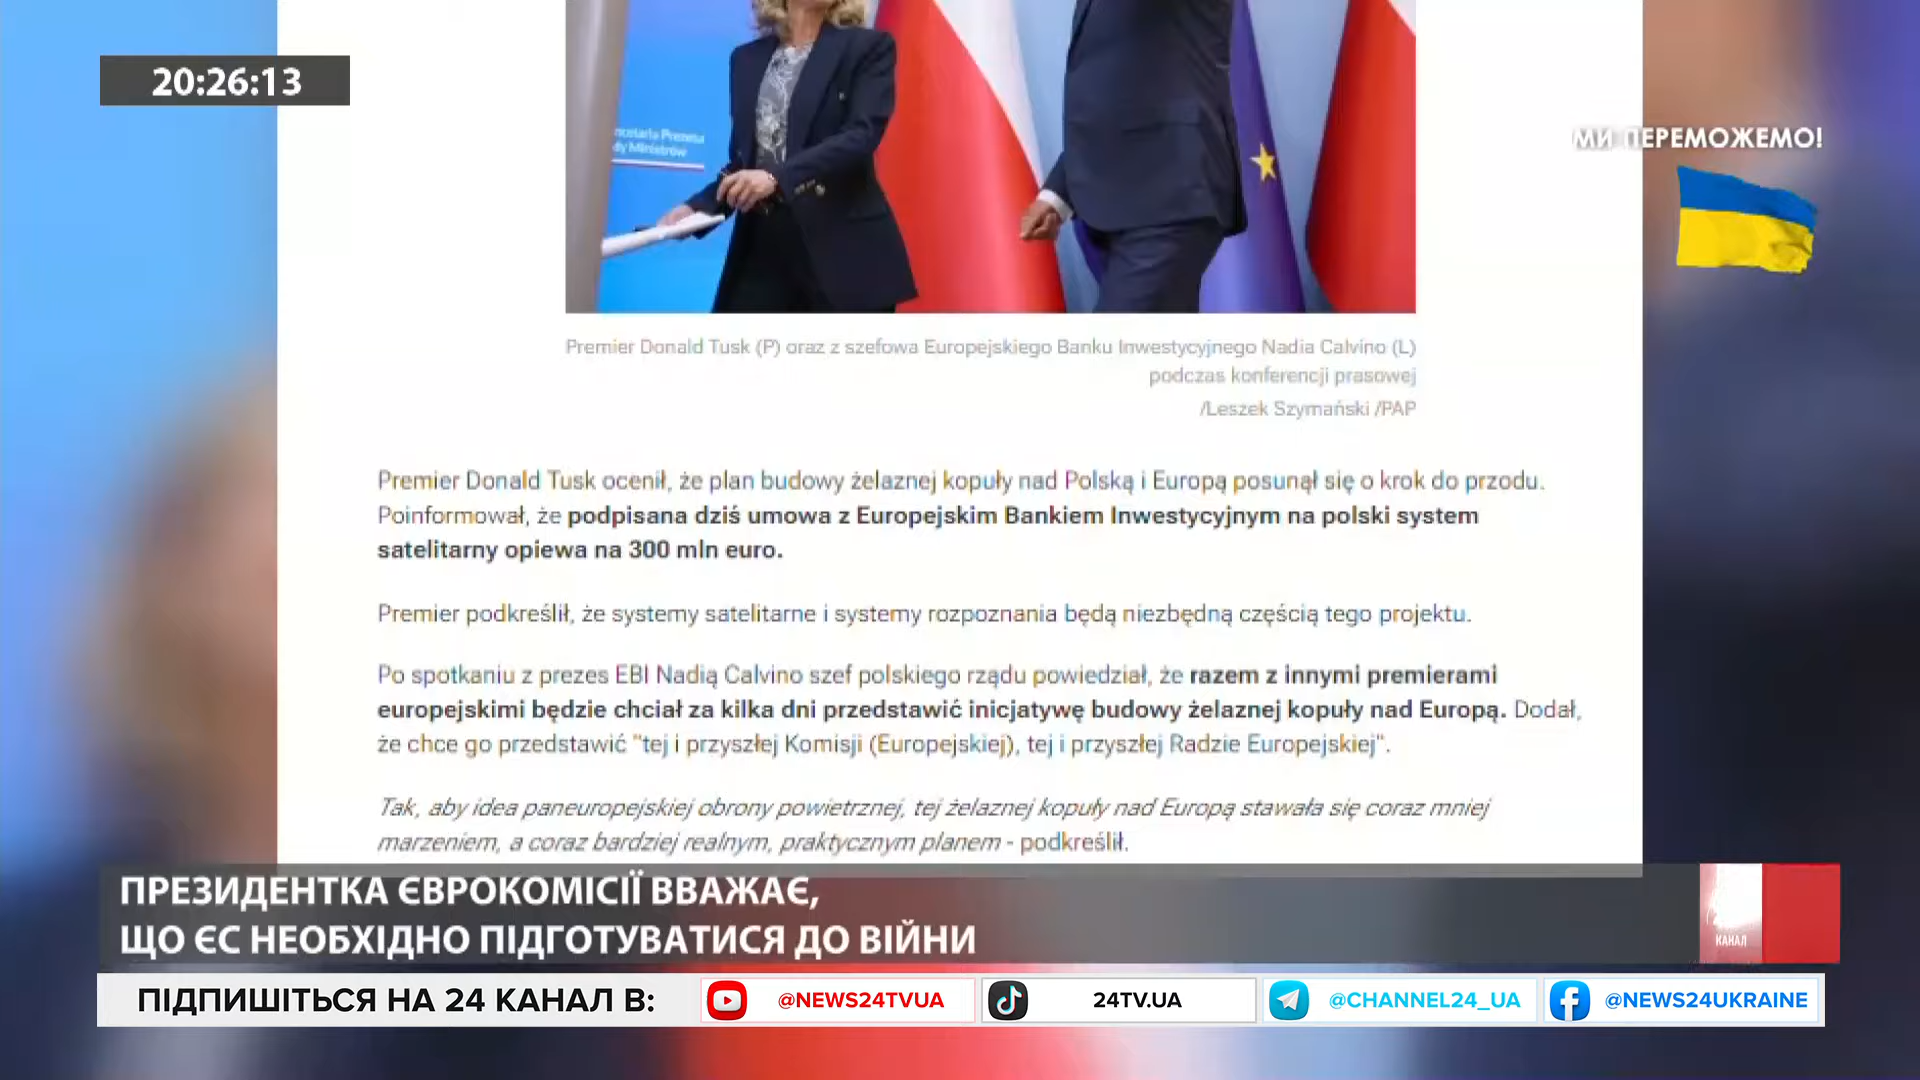 20:26:13
МИ ПЕРЕМОЖЕМО!
ncelaria Prezesa
dy Ministrów
Premier Donald Tusk (P) oraz z szefowa Europejskiego Banku Inwestycyjnego Nadia Calvino (L)
podczas konferencji prasowej
/Leszek Szymański /PAP
Premier Donald Tusk ocenił, że plan budowy żelaznej kopuły nad Polską i Europą posunął się o krok do przodu.
Poinformował, że podpisana dziś umowa z Europejskim Bankiem Inwestycyjnym na polski system
satelitarny opiewa na 300 mln euro.
Premier podkreślił, że systemy satelitarne i systemy rozpoznania będą niezbędną częścią tego projektu.
Po spotkaniu z prezes EBI Nadią Calvino szef polskiego rządu powiedział, że razem z innymi premierami
europejskimi będzie chciał za kilka dni przedstawić inicjatywę budowy żelaznej kopuły nad Europą. Dodał,
że chce go przedstawić "tej i przyszłej Komisji (Europejskiej), tej i przyszłej Radzie Europejskiej".
Tak, aby idea paneuropejskiej obrony powietrznej, tej żelaznej kopuły nad Europą stawała się coraz mniej
marzeniem, a coraz bardziej realnym, praktycznym planem - podkreślił.
ПРЕЗИДЕНТКА ЄВРОКОМІСІЇ ВВАЖАЄ,
ЩО ЄС НЕОБХІДНО ПІДГОТУВАТИСЯ ДО ВІЙНИ
КАНАЛ
ПІДПИШІТЬСЯ НА 24 КАНАЛ В:
@NEWS24TVUA
24TV.UA
@CHANNEL24_UA
@NEWS24UKRAINE